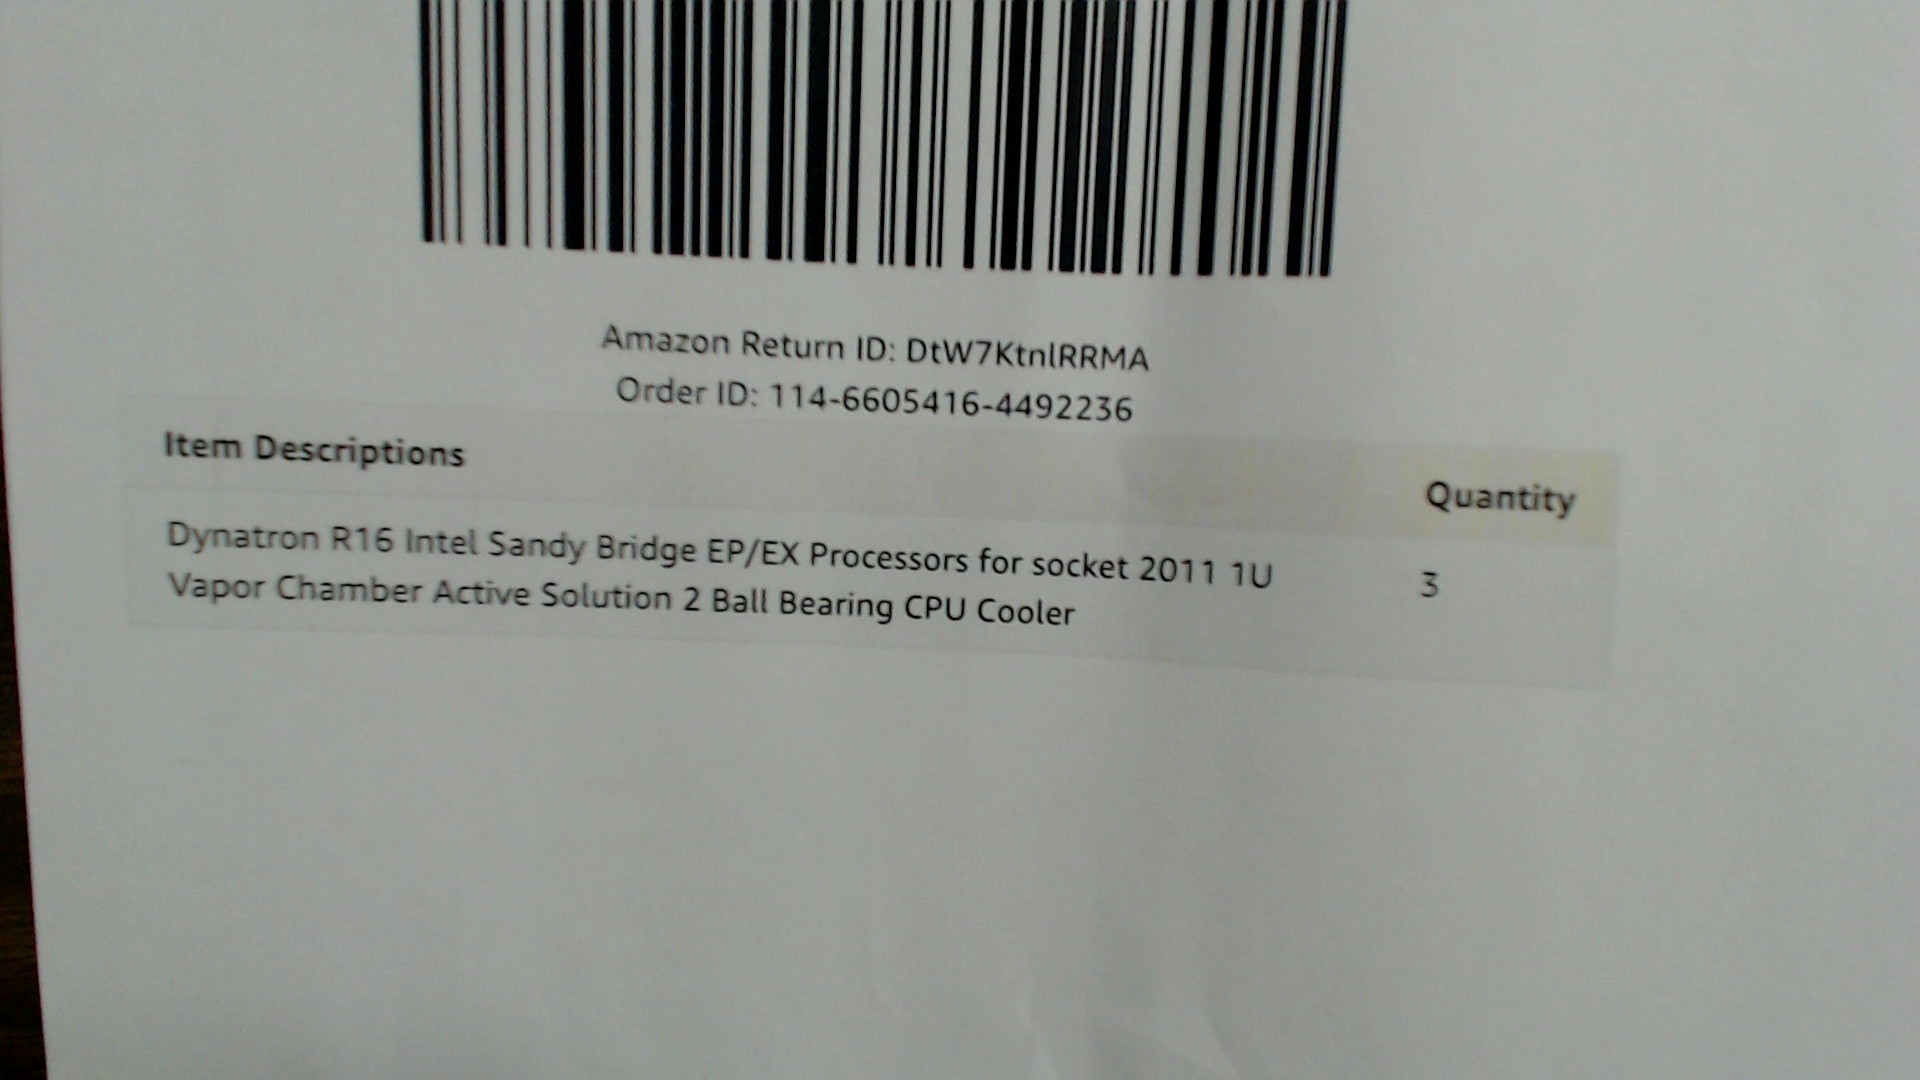 Amazon Return ID: DtW7KtnlRRMA
Order ID: 114-6605416-4492236
Item Descriptions
Quantity
Dynatron R16 Intel Sandy Bridge EP/EX Processors for socket 2011 1U
3
Vapor Chamber Active Solution 2 Ball Bearing CPU Cooler